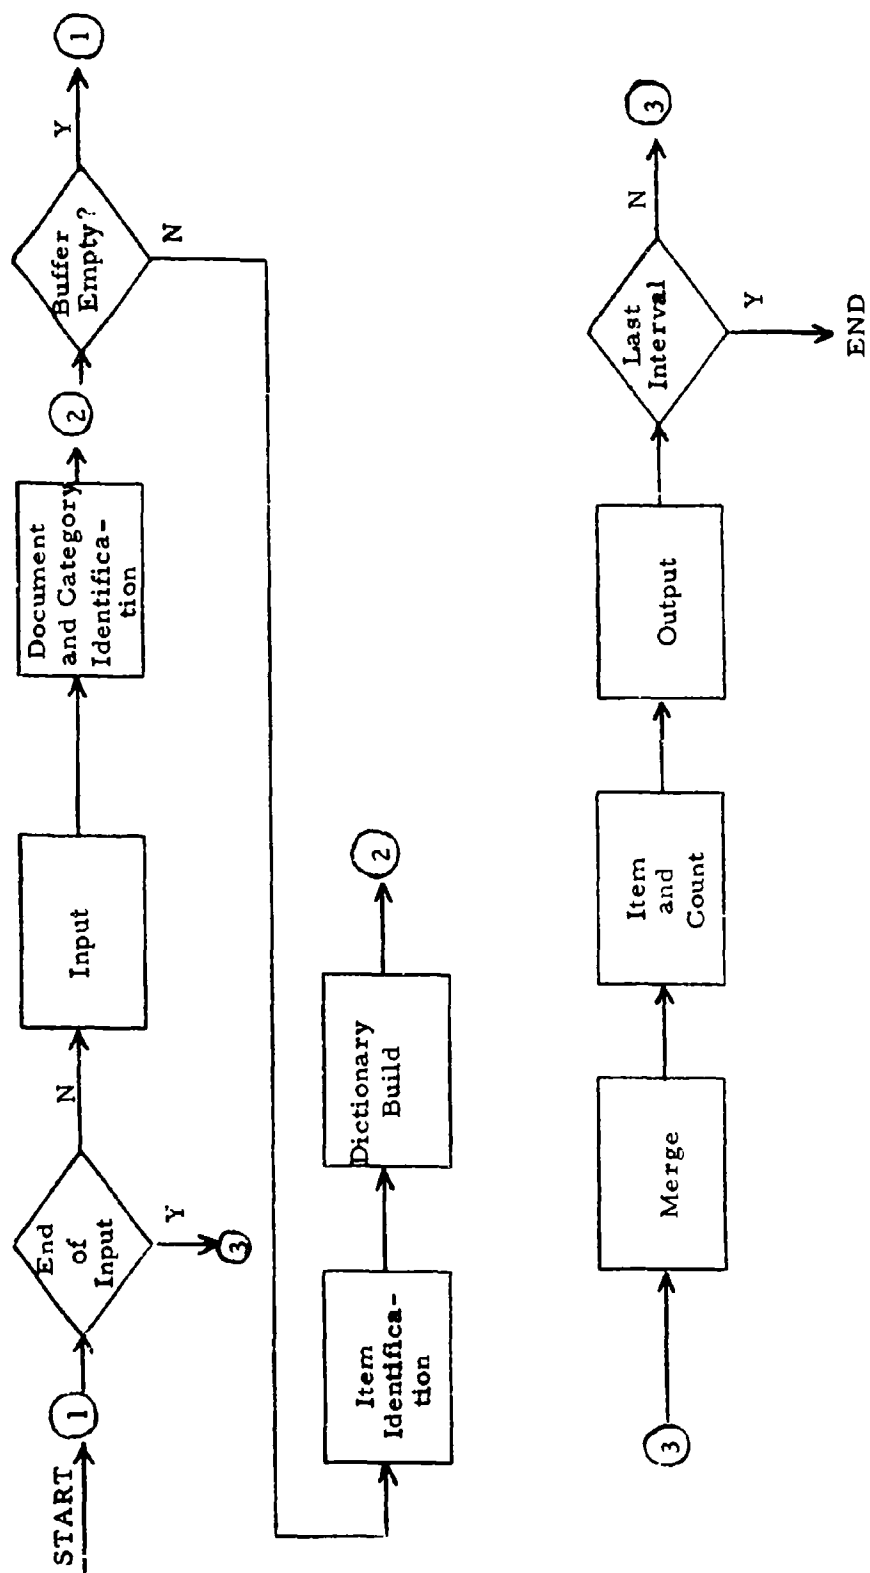 START
1
End
of
Input
Y
3
N
Input
Document
and Category
Identifica-
tion
2
Buffer
Empty?
Y
1
N
Item
Identifica-
tion
Dictionary
Build
2
3
Merge
Item
and
Count
Output
Last
Interval
N
3
Y
END